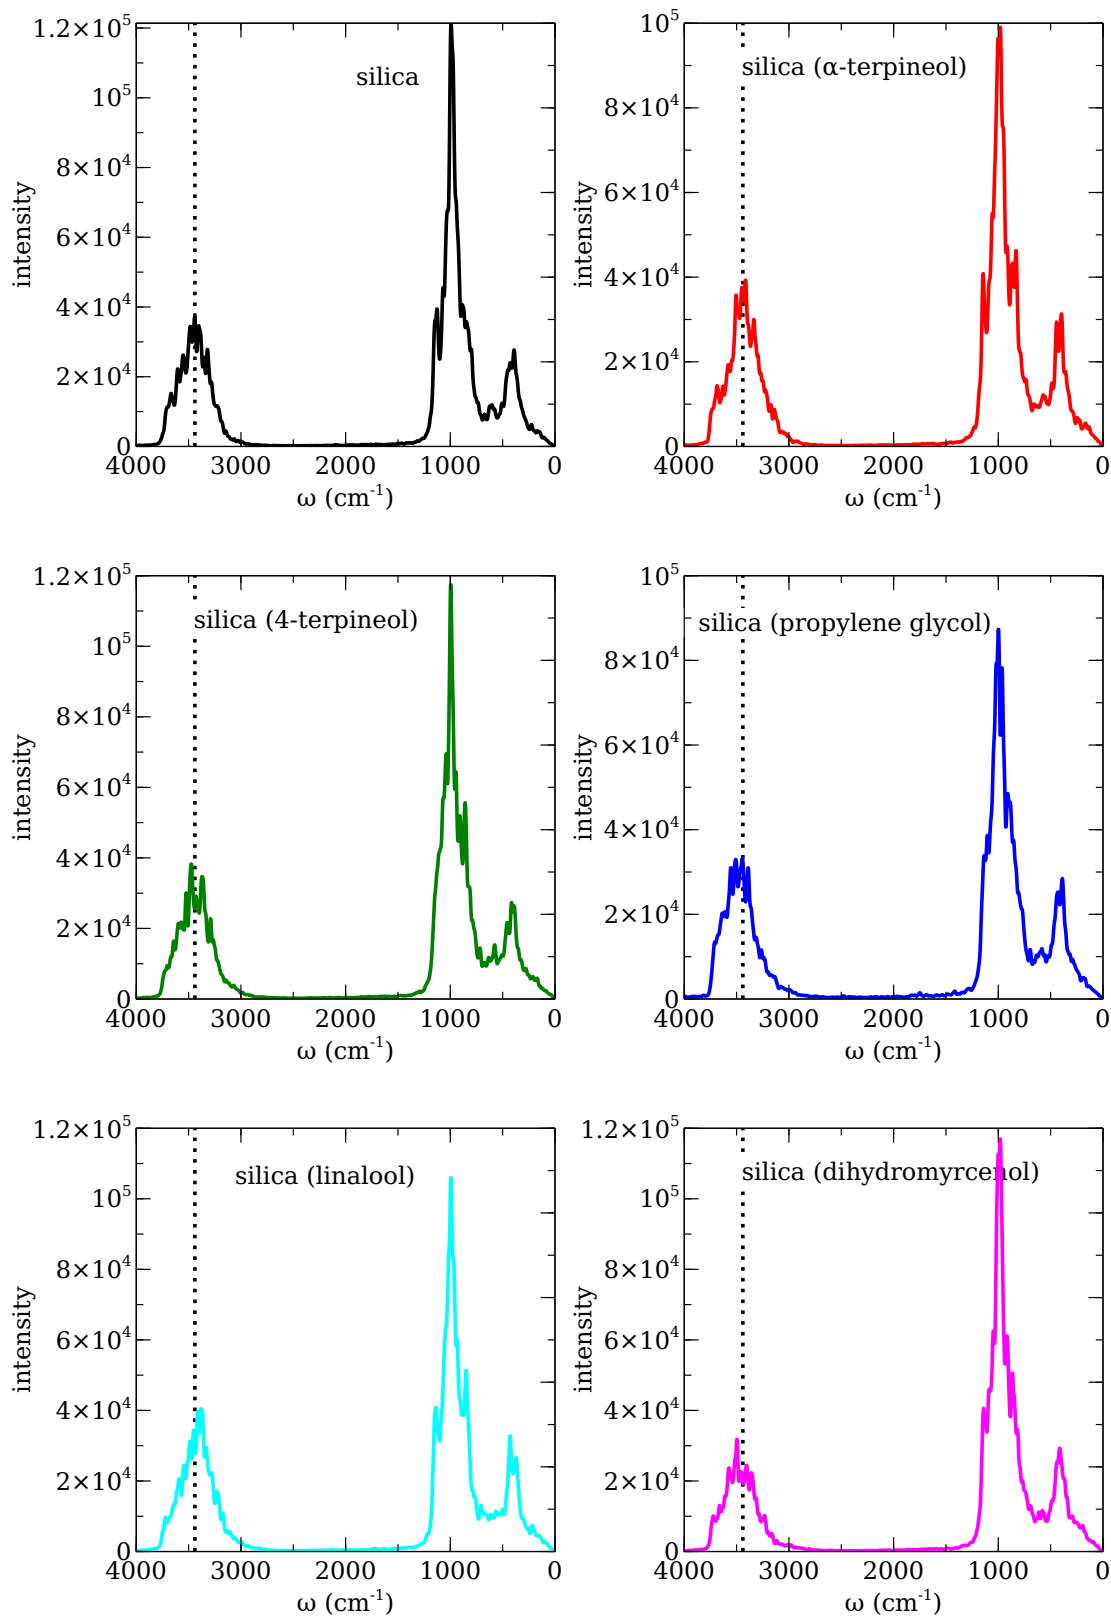 1.2×10⁵
10⁵
8×10⁴
6×10⁴
4×10⁴
2×10⁴
0
intensity
silica
4000 3000 2000 1000 0
ω (cm⁻¹)
10⁵
8×10⁴
6×10⁴
4×10⁴
2×10⁴
0
intensity
silica (α-terpineol)
4000 3000 2000 1000 0
ω (cm⁻¹)
1.2×10⁵
10⁵
8×10⁴
6×10⁴
4×10⁴
2×10⁴
0
intensity
silica (4-terpineol)
4000 3000 2000 1000 0
ω (cm⁻¹)
10⁵
8×10⁴
6×10⁴
4×10⁴
2×10⁴
0
intensity
silica (propylene glycol)
4000 3000 2000 1000 0
ω (cm⁻¹)
1.2×10⁵
10⁵
8×10⁴
6×10⁴
4×10⁴
2×10⁴
0
intensity
silica (linalool)
4000 3000 2000 1000 0
ω (cm⁻¹)
1.2×10⁵
10⁵
8×10⁴
6×10⁴
4×10⁴
2×10⁴
0
intensity
silica (dihydromyrcenol)
4000 3000 2000 1000 0
ω (cm⁻¹)